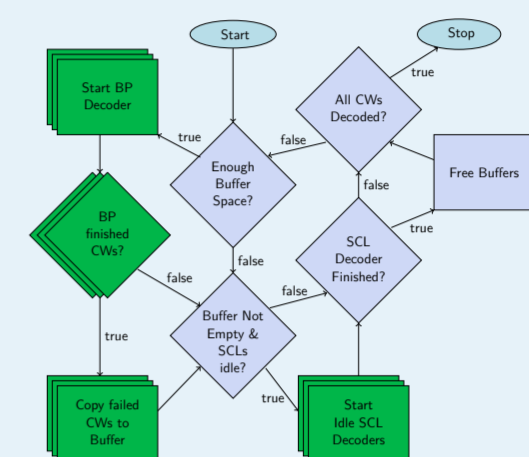 Start
Stop
Start BP
Decoder
true
All CWs
Decoded?
true
false
Enough
Buffer
Space?
Free Buffers
false
BP
finished
CWs?
SCL
Decoder
Finished?
true
false
false
false
Buffer Not
Empty &
SCLs
idle?
true
true
Copy failed
CWs to
Buffer
Start
Idle SCL
Decoders